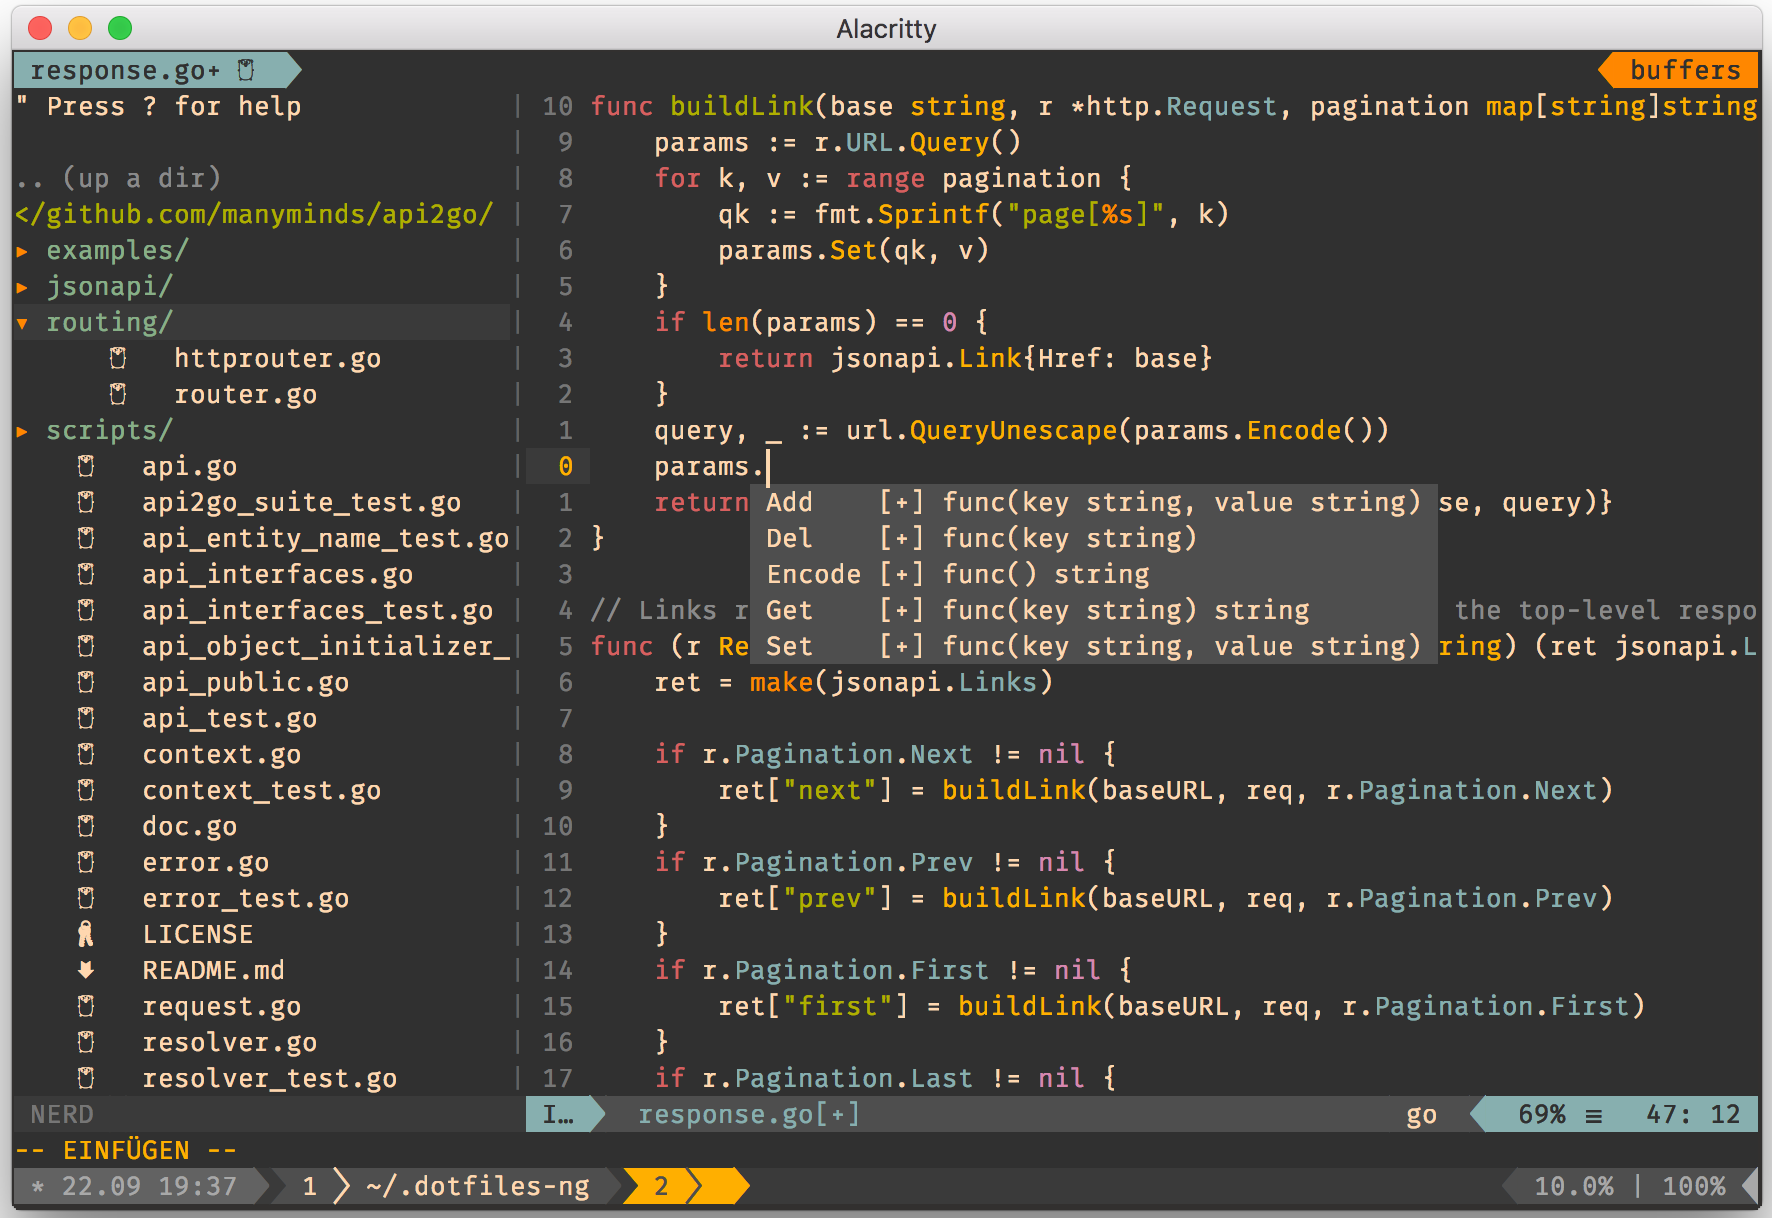 Alacritty
response.go+
buffers
" Press ? for help
.. (up a dir)
</github.com/manyminds/api2go/
▸ examples/
▸ jsonapi/
▾ routing/
httprouter.go
router.go
▸ scripts/
api.go
api2go_suite_test.go
api_entity_name_test.go
api_interfaces.go
api_interfaces_test.go
api_object_initializer_
api_public.go
api_test.go
context.go
context_test.go
doc.go
error.go
error_test.go
LICENSE
README.md
request.go
resolver.go
resolver_test.go
10 func buildLink(base string, r *http.Request, pagination map[string]string
9     params := r.URL.Query()
8     for k, v := range pagination {
7         qk := fmt.Sprintf("page[%s]", k)
6         params.Set(qk, v)
5     }
4     if len(params) == 0 {
3         return jsonapi.Link{Href: base}
2     }
1     query, _ := url.QueryUnescape(params.Encode())
0     params.
1     return se, query)}
2 }
3
4 // Links r the top-level respo
5 func (r Re ring) (ret jsonapi.L
6     ret = make(jsonapi.Links)
7
8     if r.Pagination.Next != nil {
9         ret["next"] = buildLink(baseURL, req, r.Pagination.Next)
10     }
11     if r.Pagination.Prev != nil {
12         ret["prev"] = buildLink(baseURL, req, r.Pagination.Prev)
13     }
14     if r.Pagination.First != nil {
15         ret["first"] = buildLink(baseURL, req, r.Pagination.First)
16     }
17     if r.Pagination.Last != nil {
Add    [+] func(key string, value string)
Del    [+] func(key string)
Encode [+] func() string
Get    [+] func(key string) string
Set    [+] func(key string, value string)
NERD
I… response.go[+] go 69% ≡ 47: 12
-- EINFÜGEN --
* 22.09 19:37 1 ~/.dotfiles-ng 2 10.0% | 100%